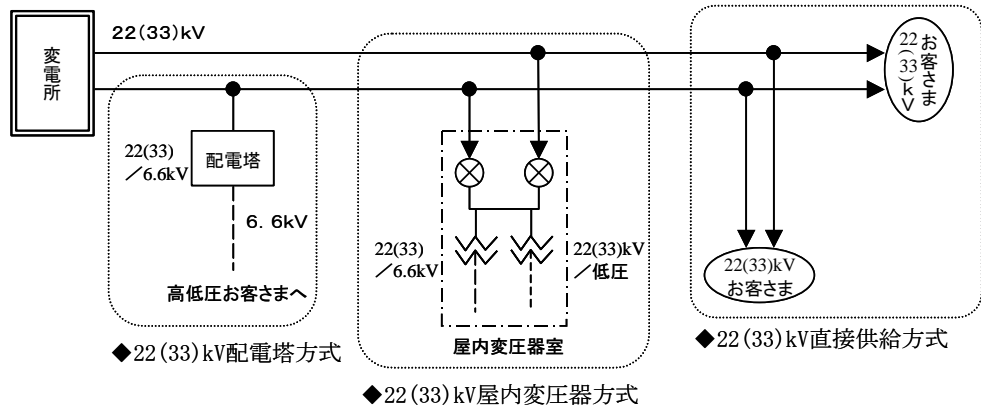 変電所
22(33)kV
22(33)
／6.6kV
配電塔
6.6kV
高低圧お客さまへ
◆22(33)kV配電塔方式
22(33)
／6.6kV
22(33)kV
／低圧
屋内変圧器室
◆22(33)kV屋内変圧器方式
お客さま
22(33)kV
22(33)kV
お客さま
◆22(33)kV直接供給方式